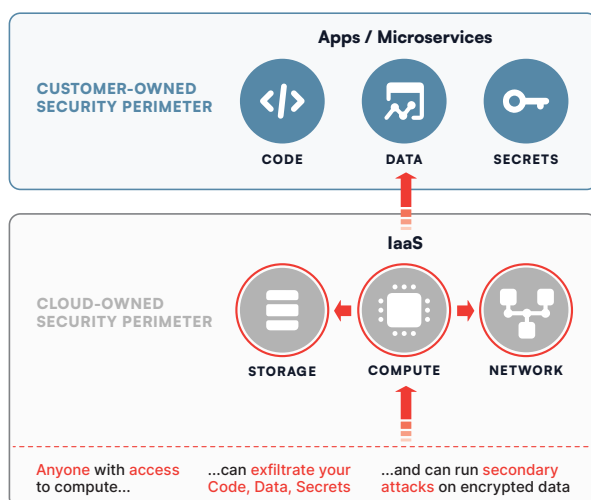 Apps / Microservices
CUSTOMER-OWNED
SECURITY PERIMETER
CODE
DATA
SECRETS
IaaS
CLOUD-OWNED
SECURITY PERIMETER
STORAGE
COMPUTE
NETWORK
Anyone with access
to compute...
...can exfiltrate your
Code, Data, Secrets
...and can run secondary
attacks on encrypted data